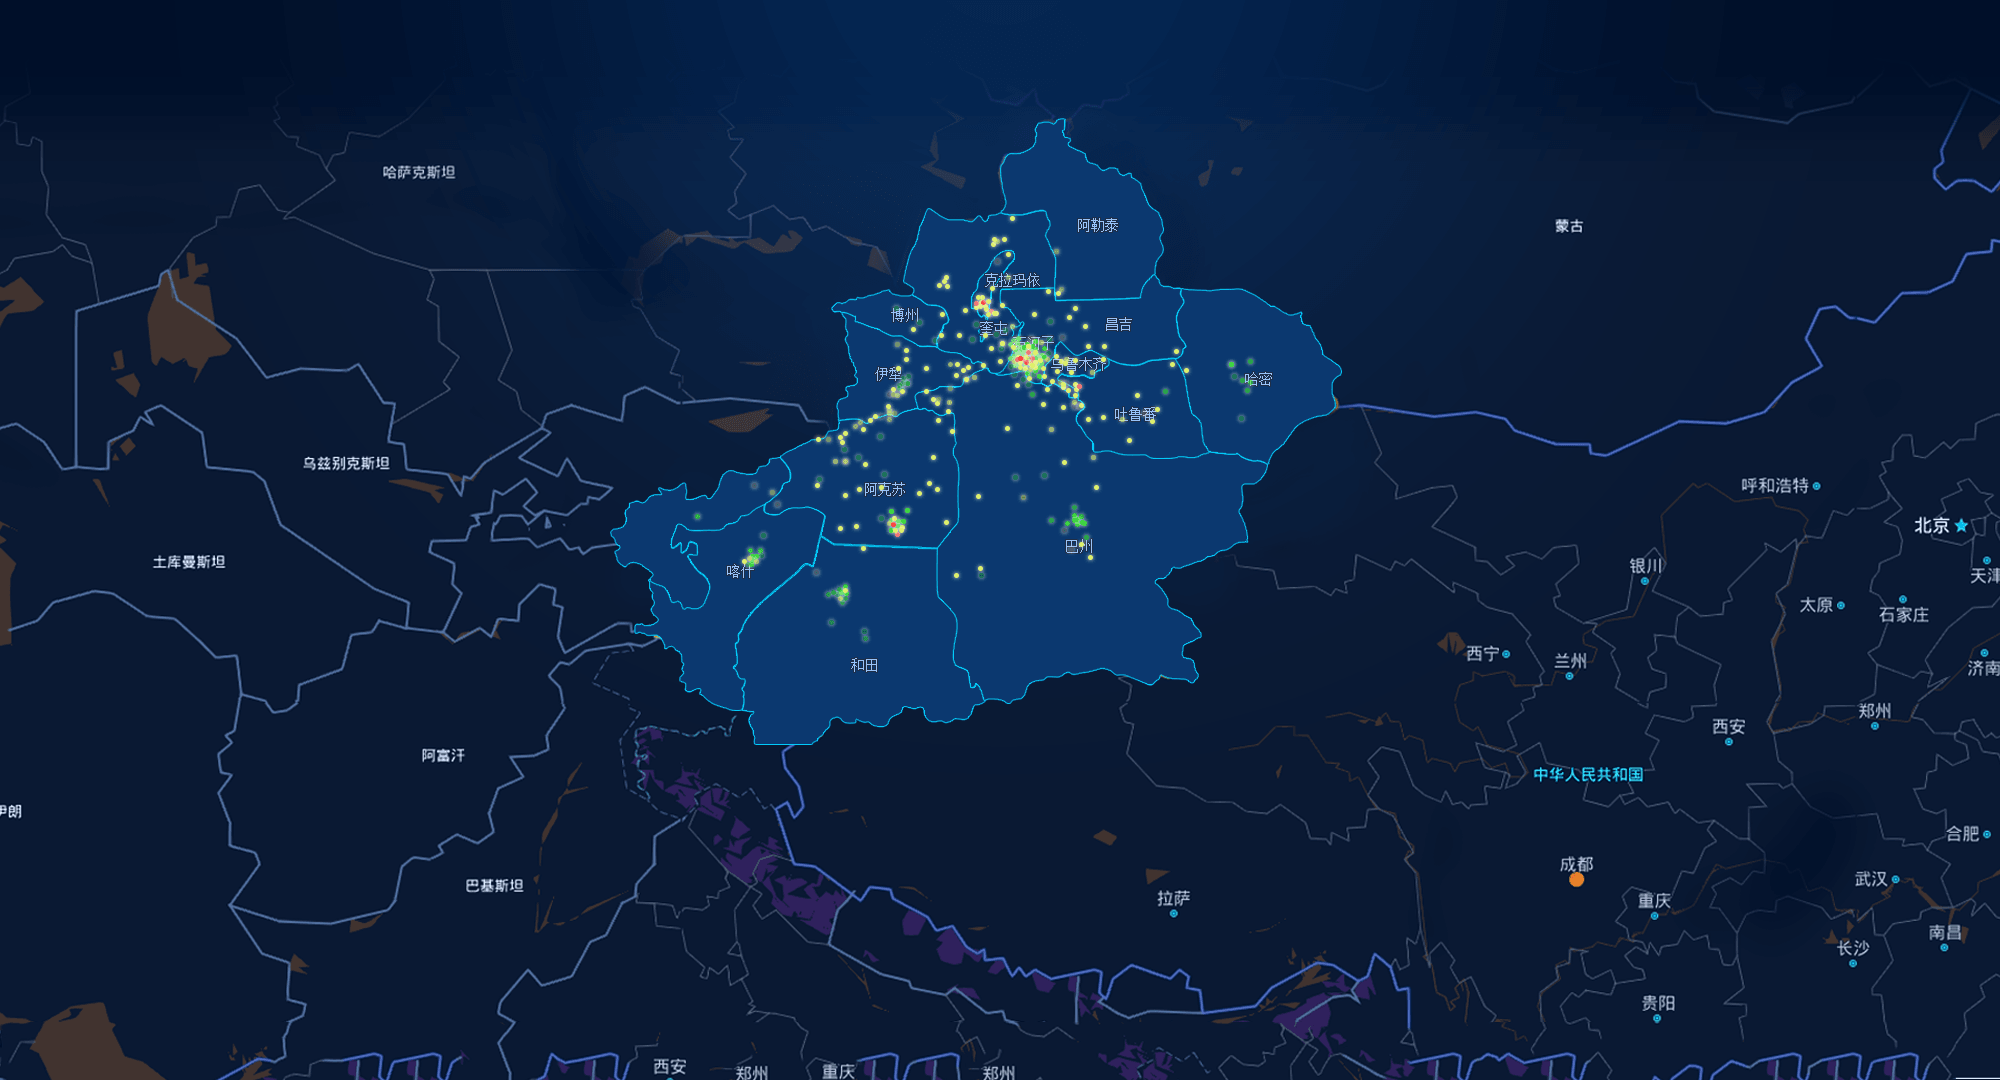 哈萨克斯坦
阿勒泰
蒙古
克拉玛依
博州
奎屯
昌吉
石河子
乌鲁木齐
伊犁
哈密
吐鲁番
乌兹别克斯坦
阿克苏
呼和浩特
北京
巴州
土库曼斯坦
喀什
银川
天津
太原
石家庄
西宁
兰州
和田
济南
郑州
西安
阿富汗
中华人民共和国
伊朗
合肥
成都
巴基斯坦
武汉
拉萨
重庆
南昌
长沙
贵阳
西安
郑州
重庆
郑州